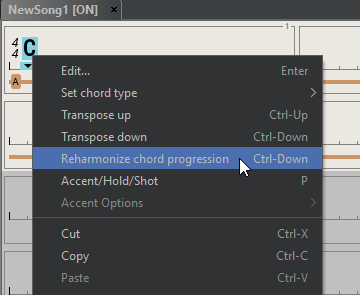 NewSong1 [ON] ×
1
4
4 C
A
Edit... Enter
Set chord type
Transpose up Ctrl-Up
Transpose down Ctrl-Down
Reharmonize chord progression Ctrl-Down
Accent/Hold/Shot P
Accent Options
Cut Ctrl-X
Copy Ctrl-C
Paste Ctrl-V